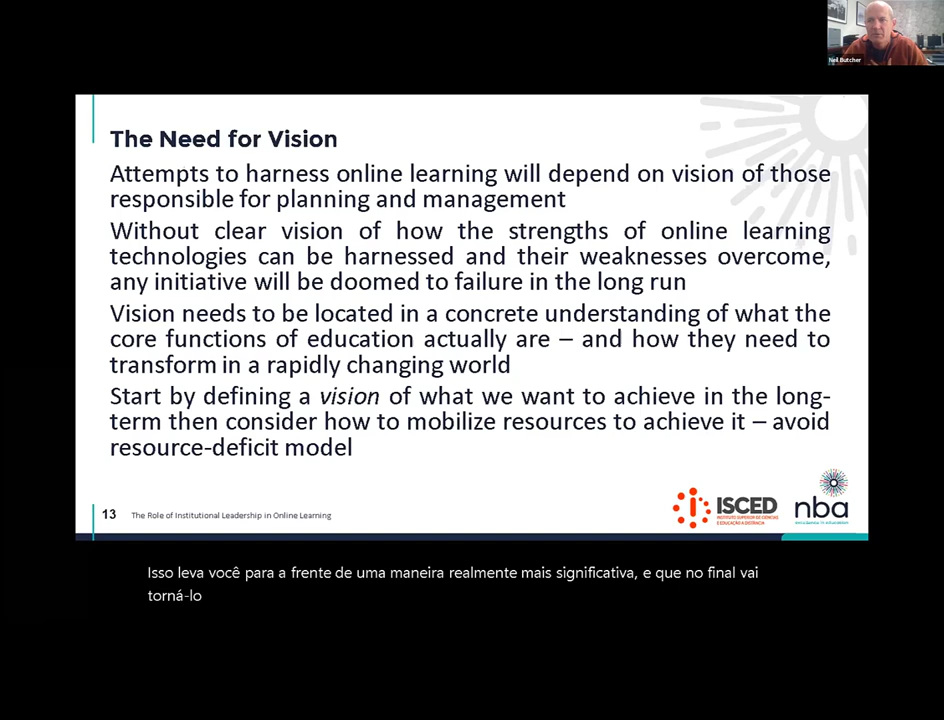 Neil Butcher
The Need for Vision
Attempts to harness online learning will depend on vision of those
responsible for planning and management
Without clear vision of how the strengths of online learning
technologies can be harnessed and their weaknesses overcome,
any initiative will be doomed to failure in the long run
Vision needs to be located in a concrete understanding of what the
core functions of education actually are – and how they need to
transform in a rapidly changing world
Start by defining a vision of what we want to achieve in the long-
term then consider how to mobilize resources to achieve it – avoid
resource-deficit model
13 The Role of Institutional Leadership in Online Learning
ISCED
INSTITUTO SUPERIOR DE CIÊNCIAS
E EDUCAÇÃO A DISTÂNCIA
nba
Isso leva você para a frente de uma maneira realmente mais significativa, e que no final vai
torná-lo